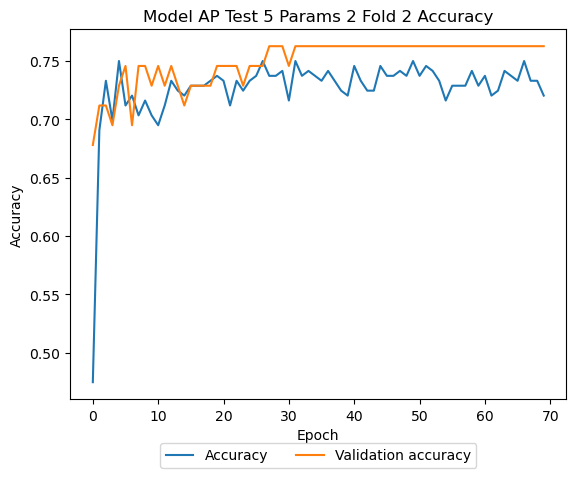 Model AP Test 5 Params 2 Fold 2 Accuracy
Accuracy
0.75
0.70
0.65
0.60
0.55
0.50
0 10 20 30 40 50 60 70
Epoch
Accuracy Validation accuracy